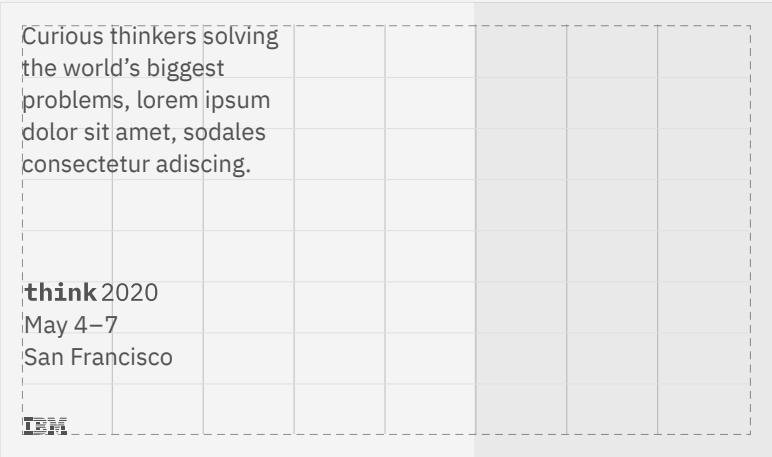 Curious thinkers solving
the world’s biggest
problems, lorem ipsum
dolor sit amet, sodales
consectetur adiscing.
think 2020
May 4–7
San Francisco
IBM